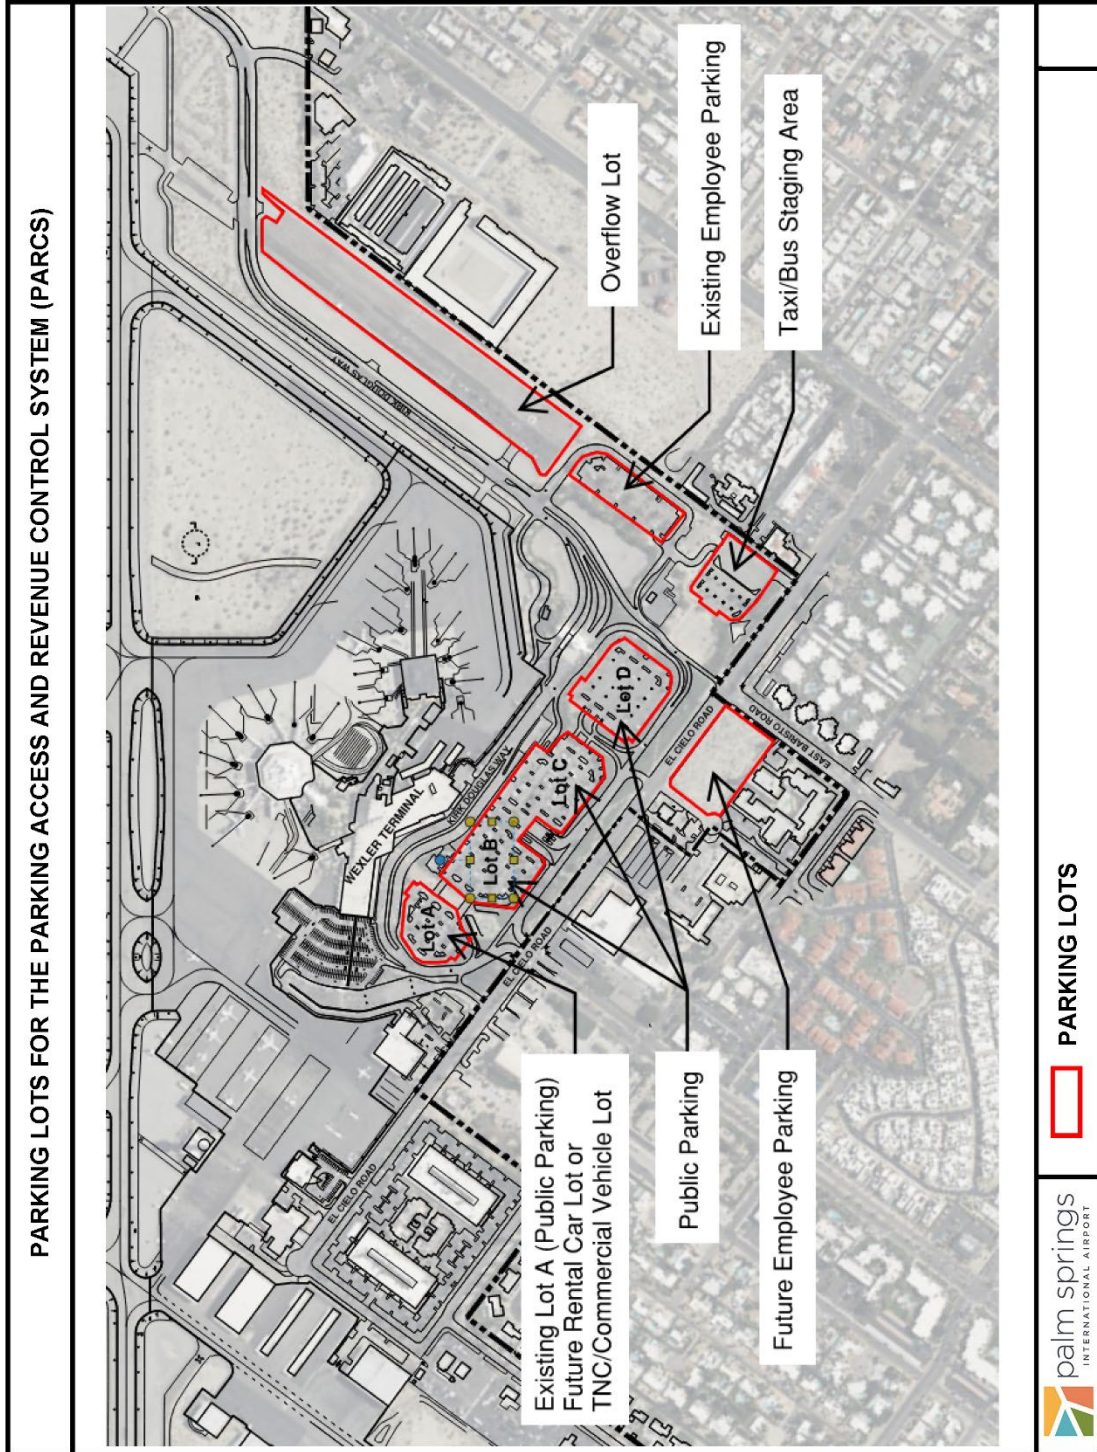 PARKING LOTS FOR THE PARKING ACCESS AND REVENUE CONTROL SYSTEM (PARCS)
Existing Lot A (Public Parking)
Future Rental Car Lot or
TNC/Commercial Vehicle Lot
Public Parking
Future Employee Parking
Overflow Lot
Existing Employee Parking
Taxi/Bus Staging Area
WEXLER TERMINAL
KIRK DOUGLAS WAY
KIRK DOUGLAS WAY
Lot A
Lot B
Lot C
Lot D
EL CIELO ROAD
EL CIELO ROAD
EL CIELO ROAD
EAST BARISTO ROAD
palm springs
INTERNATIONAL AIRPORT
PARKING LOTS